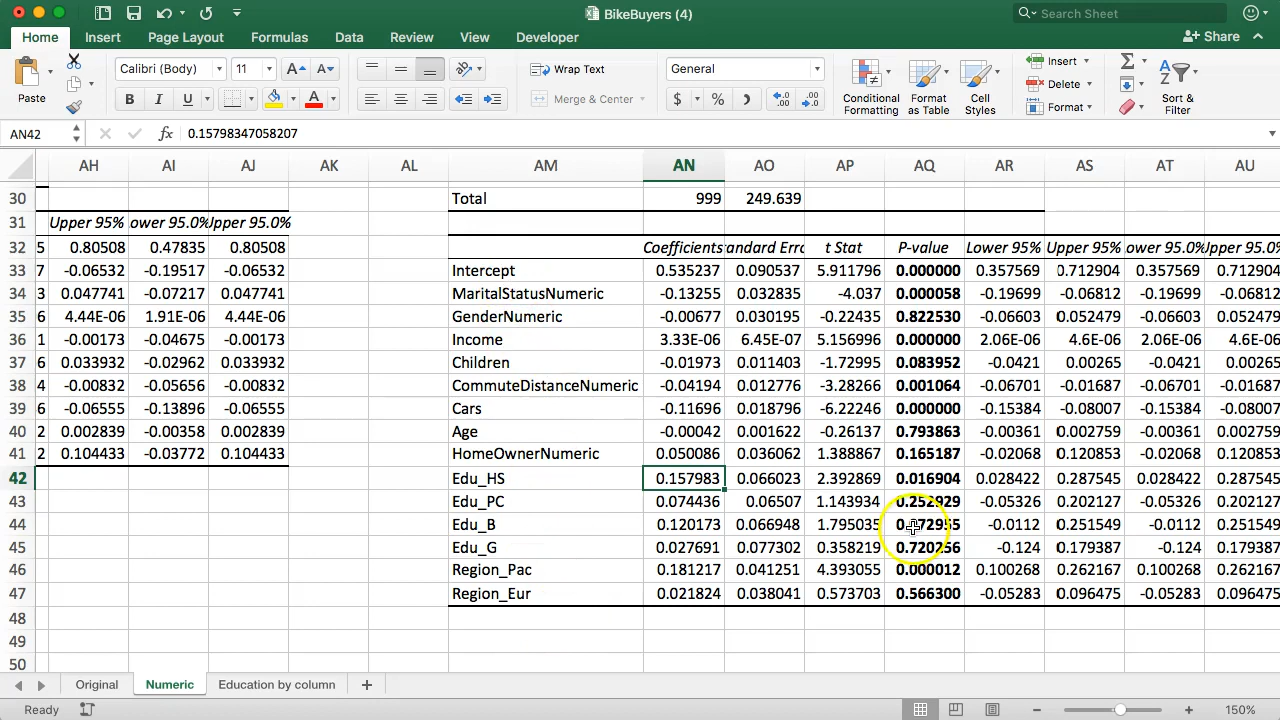 BikeBuyers (4)
Search Sheet
Home Insert Page Layout Formulas Data Review View Developer
Share
Calibri (Body) 11 Wrap Text General Insert
Paste B I U Merge & Center $ % Conditional Formatting Format as Table Cell Styles Delete Format Sort & Filter
AN42 fx 0.15798347058207
AH AI AJ AK AL AM AN AO AP AQ AR AS AT AU
30 Total 999 249.639
31 Upper 95% ower 95.0% Jpper 95.0%
32 5 0.80508 0.47835 0.80508 Coefficients andard Erro t Stat P-value Lower 95% Upper 95% ower 95.0% Jpper 95.0%
33 7 -0.06532 -0.19517 -0.06532 Intercept 0.535237 0.090537 5.911796 0.000000 0.357569 0.712904 0.357569 0.712904
34 3 0.047741 -0.07217 0.047741 MaritalStatusNumeric -0.13255 0.032835 -4.037 0.000058 -0.19699 -0.06812 -0.19699 -0.06812
35 6 4.44E-06 1.91E-06 4.44E-06 GenderNumeric -0.00677 0.030195 -0.22435 0.822530 -0.06603 0.052479 -0.06603 0.052479
36 1 -0.00173 -0.04675 -0.00173 Income 3.33E-06 6.45E-07 5.156996 0.000000 2.06E-06 4.6E-06 2.06E-06 4.6E-06
37 6 0.033932 -0.02962 0.033932 Children -0.01973 0.011403 -1.72995 0.083952 -0.0421 0.00265 -0.0421 0.00265
38 4 -0.00832 -0.05656 -0.00832 CommuteDistanceNumeric -0.04194 0.012776 -3.28266 0.001064 -0.06701 -0.01687 -0.06701 -0.01687
39 6 -0.06555 -0.13896 -0.06555 Cars -0.11696 0.018796 -6.22246 0.000000 -0.15384 -0.08007 -0.15384 -0.08007
40 2 0.002839 -0.00358 0.002839 Age -0.00042 0.001622 -0.26137 0.793863 -0.00361 0.002759 -0.00361 0.002759
41 2 0.104433 -0.03772 0.104433 HomeOwnerNumeric 0.050086 0.036062 1.388867 0.165187 -0.02068 0.120853 -0.02068 0.120853
42 Edu_HS 0.157983 0.066023 2.392869 0.016904 0.028422 0.287545 0.028422 0.287545
43 Edu_PC 0.074436 0.06507 1.143934 0.252929 -0.05326 0.202127 -0.05326 0.202127
44 Edu_B 0.120173 0.066948 1.795035 -0.0112 0.251549 -0.0112 0.251549
45 Edu_G 0.027691 0.077302 0.358219 0.720256 -0.124 0.179387 -0.124 0.179387
46 Region_Pac 0.181217 0.041251 4.393055 0.000012 0.100268 0.262167 0.100268 0.262167
47 Region_Eur 0.021824 0.038041 0.573703 0.566300 -0.05283 0.096475 -0.05283 0.096475
48
49
50
Original Numeric Education by column
Ready 150%